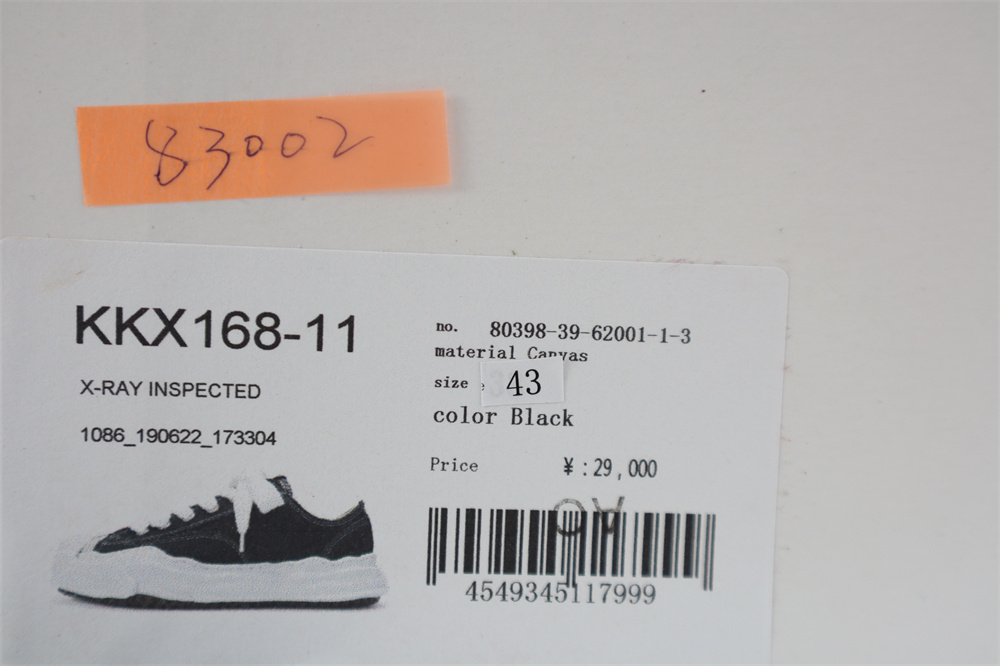 83002
KKX168-11
X-RAY INSPECTED
1086_190622_173304
no. 80398-39-62001-1-3
material Canvas
size 43
color Black
Price ¥:29,000
4549345117999